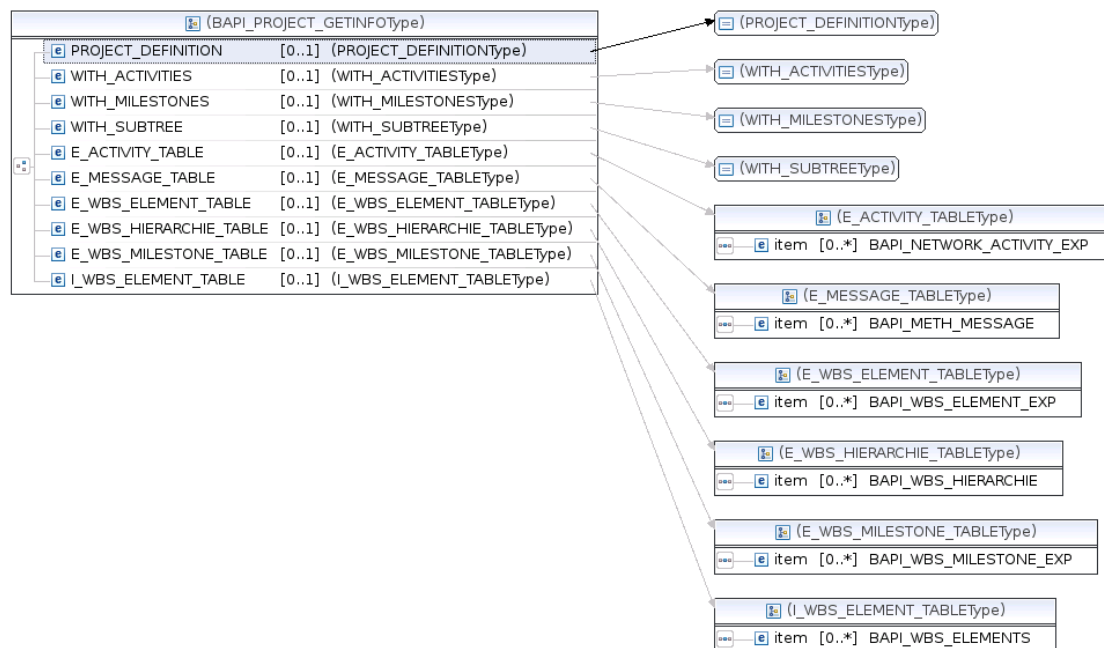 (BAPI_PROJECT_GETINFOType)
e PROJECT_DEFINITION [0..1] (PROJECT_DEFINITIONType)
e WITH_ACTIVITIES [0..1] (WITH_ACTIVITIESType)
e WITH_MILESTONES [0..1] (WITH_MILESTONESType)
e WITH_SUBTREE [0..1] (WITH_SUBTREEType)
e E_ACTIVITY_TABLE [0..1] (E_ACTIVITY_TABLEType)
e E_MESSAGE_TABLE [0..1] (E_MESSAGE_TABLEType)
e E_WBS_ELEMENT_TABLE [0..1] (E_WBS_ELEMENT_TABLEType)
e E_WBS_HIERARCHIE_TABLE [0..1] (E_WBS_HIERARCHIE_TABLEType)
e E_WBS_MILESTONE_TABLE [0..1] (E_WBS_MILESTONE_TABLEType)
e I_WBS_ELEMENT_TABLE [0..1] (I_WBS_ELEMENT_TABLEType)
(PROJECT_DEFINITIONType)
(WITH_ACTIVITIESType)
(WITH_MILESTONESType)
(WITH_SUBTREEType)
(E_ACTIVITY_TABLEType)
e item [0..*] BAPI_NETWORK_ACTIVITY_EXP
(E_MESSAGE_TABLEType)
e item [0..*] BAPI_METH_MESSAGE
(E_WBS_ELEMENT_TABLEType)
e item [0..*] BAPI_WBS_ELEMENT_EXP
(E_WBS_HIERARCHIE_TABLEType)
e item [0..*] BAPI_WBS_HIERARCHIE
(E_WBS_MILESTONE_TABLEType)
e item [0..*] BAPI_WBS_MILESTONE_EXP
(I_WBS_ELEMENT_TABLEType)
e item [0..*] BAPI_WBS_ELEMENTS